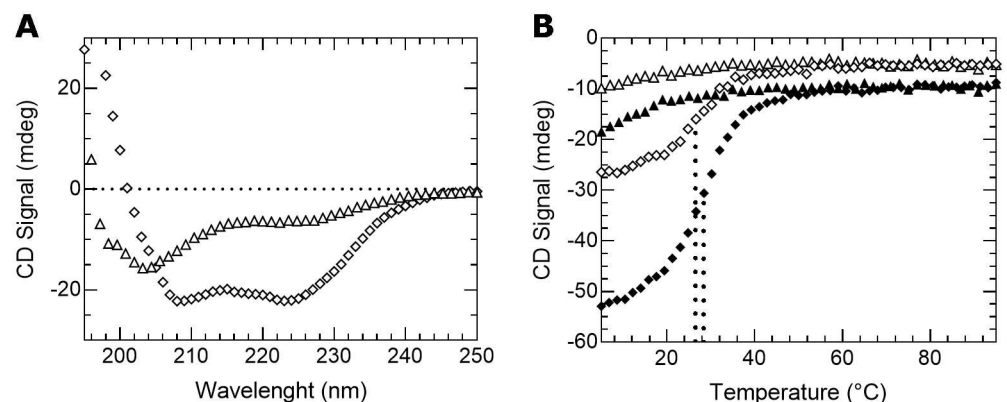 A
CD Signal (mdeg)
20
0
-20
200 210 220 230 240 250
Wavelenght (nm)
B
CD Signal (mdeg)
0
-10
-20
-30
-40
-50
-60
20 40 60 80
Temperature (°C)